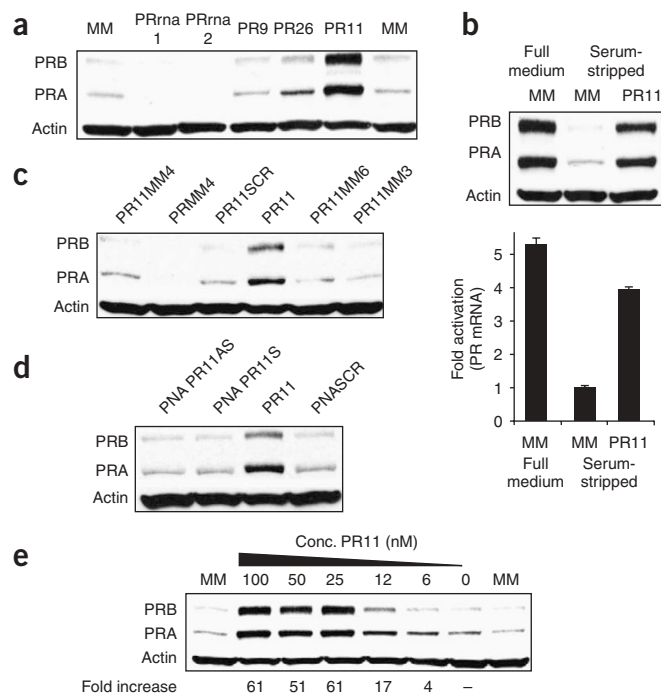 a
MM PRrna 1 PRrna 2 PR9 PR26 PR11 MM
PRB
PRA
Actin
b
Full medium Serum-stripped
MM MM PR11
PRB
PRA
Actin
Fold activation (PR mRNA)
5
4
3
2
1
0
MM MM PR11
Full medium Serum-stripped
c
PR11MM4 PRMM4 PR11SCR PR11 PR11MM6 PR11MM3
PRB
PRA
Actin
d
PNA PR11AS PNA PR11S PR11 PNASCR
PRB
PRA
Actin
e
Conc. PR11 (nM)
MM 100 50 25 12 6 0 MM
PRB
PRA
Actin
Fold increase 61 51 61 17 4 –